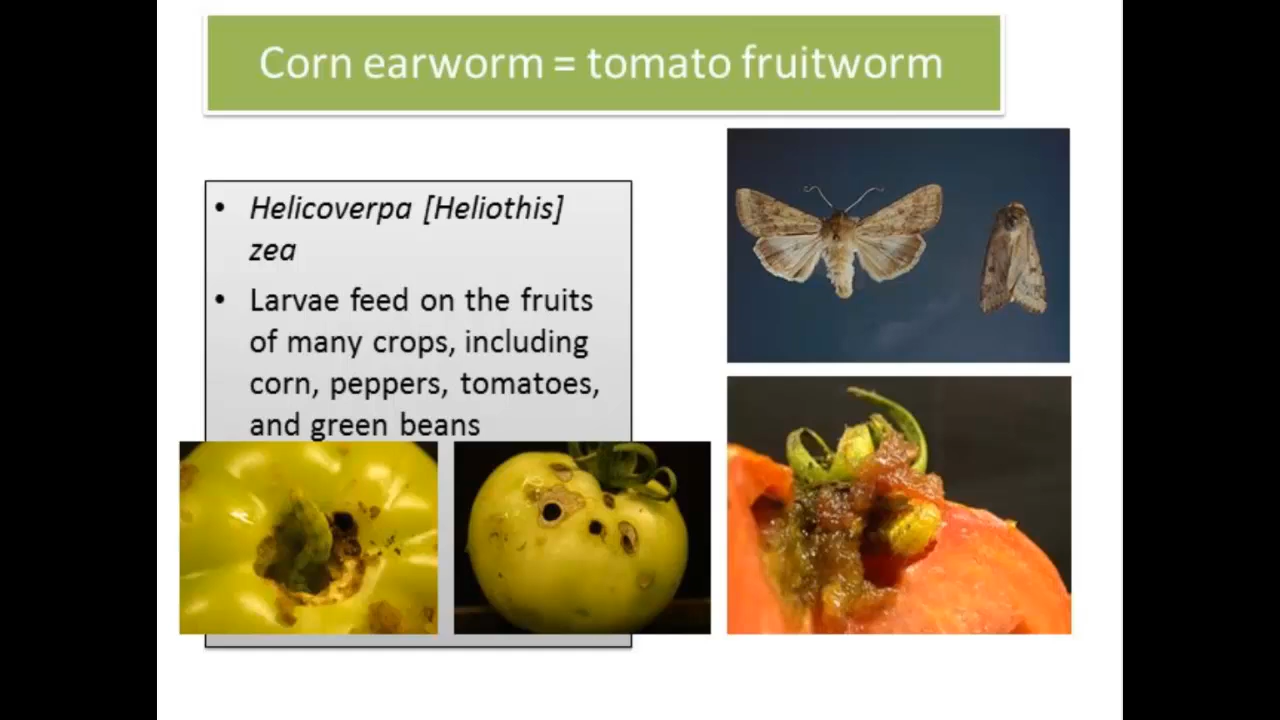 Corn earworm = tomato fruitworm
• Helicoverpa [Heliothis]
zea
• Larvae feed on the fruits
of many crops, including
corn, peppers, tomatoes,
and green beans